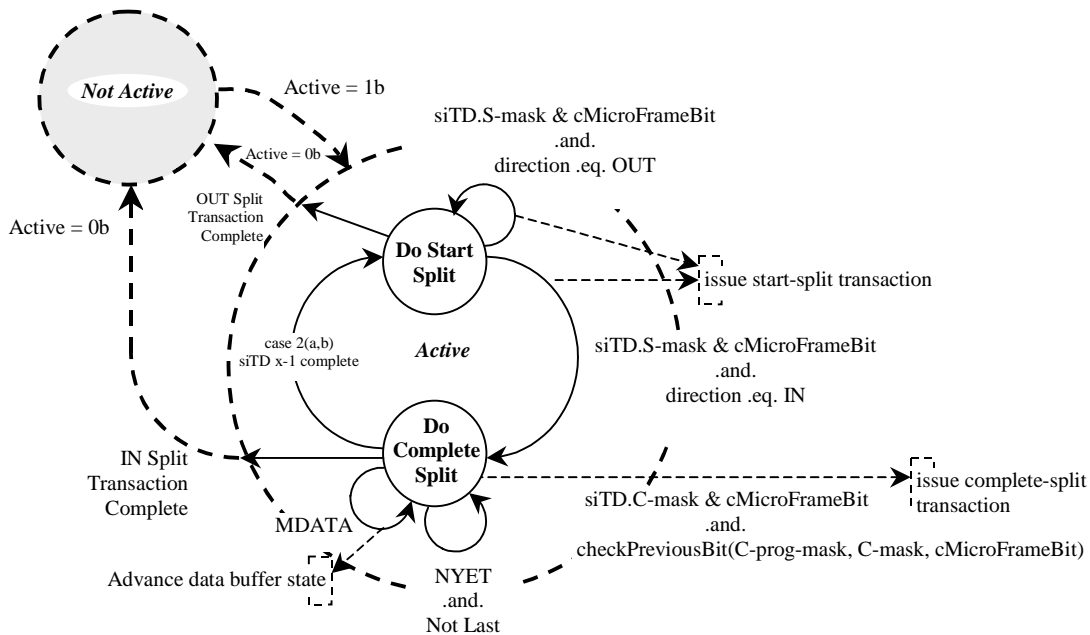 Not Active
Active = 1b
siTD.S-mask & cMicroFrameBit
.and.
direction .eq. OUT
Active = 0b
OUT Split
Transaction
Complete
Active = 0b
Do Start
Split
issue start-split transaction
case 2(a,b)
siTD x-1 complete
Active
siTD.S-mask & cMicroFrameBit
.and.
direction .eq. IN
Do
Complete
Split
IN Split
Transaction
Complete
issue complete-split
transaction
siTD.C-mask & cMicroFrameBit
.and.
checkPreviousBit(C-prog-mask, C-mask, cMicroFrameBit)
MDATA
Advance data buffer state
NYET
.and.
Not Last